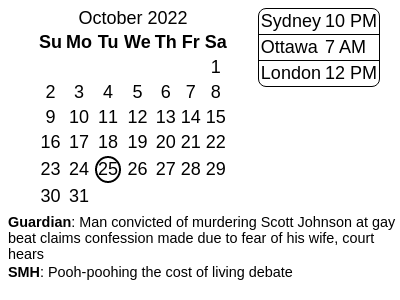 October 2022
Su Mo Tu We Th Fr Sa
1
2 3 4 5 6 7 8
9 10 11 12 13 14 15
16 17 18 19 20 21 22
23 24 25 26 27 28 29
30 31
Sydney 10 PM
Ottawa 7 AM
London 12 PM
Guardian: Man convicted of murdering Scott Johnson at gay
beat claims confession made due to fear of his wife, court
hears
SMH: Pooh-poohing the cost of living debate